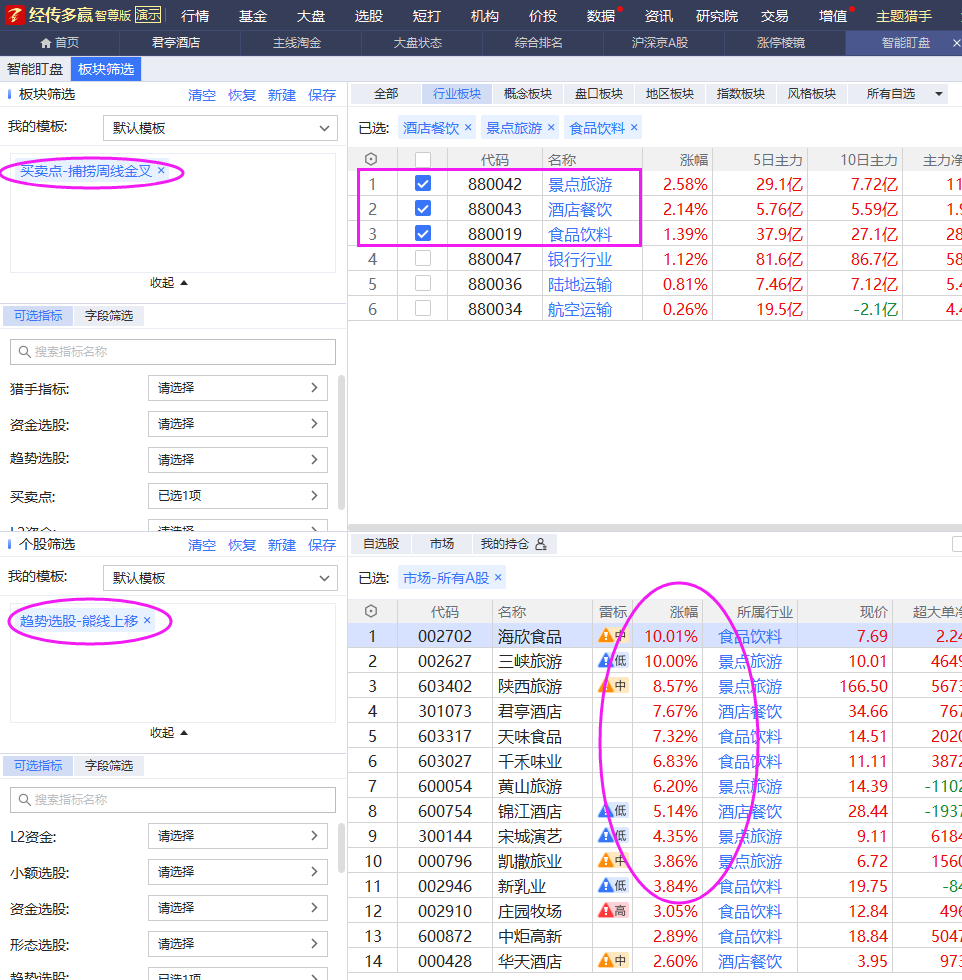 经传多赢 智尊版 演示 行情 基金 大盘 选股 短打 机构 价投 数据 资讯 研究院 交易 增值 主题猎手
首页 君亭酒店 主线淘金 大盘状态 综合排名 沪深京A股 涨停棱镜 智能盯盘 ×
智能盯盘 板块筛选
板块筛选 清空 恢复 新建 保存
我的模板: 默认模板
买卖点-捕捞周线金叉 ×
收起
可选指标 字段筛选
搜索指标名称
猎手指标: 请选择
资金选股: 请选择
趋势选股: 请选择
买卖点: 已选1项
L2资金: 请选择
全部 行业板块 概念板块 盘口板块 地区板块 指数板块 风格板块 所有自选
已选: 酒店餐饮 × 景点旅游 × 食品饮料 ×
代码 名称 涨幅 5日主力 10日主力 主力净
1 880042 景点旅游 2.58% 29.1亿 7.72亿 11
2 880043 酒店餐饮 2.14% 5.76亿 5.59亿 1.9
3 880019 食品饮料 1.39% 37.9亿 27.1亿 28
4 880047 银行行业 1.12% 81.6亿 86.7亿 58
5 880036 陆地运输 0.81% 7.46亿 7.12亿 5.4
6 880034 航空运输 0.26% 19.5亿 -2.1亿 4.4
个股筛选 清空 恢复 新建 保存
我的模板: 默认模板
趋势选股-熊线上移 ×
收起
可选指标 字段筛选
搜索指标名称
L2资金: 请选择
小额选股: 请选择
资金选股: 请选择
形态选股: 请选择
趋势选股: 已选1项
自选股 市场 我的持仓
已选: 市场-所有A股 ×
代码 名称 雷标 涨幅 所属行业 现价 超大单净
1 002702 海欣食品 中 10.01% 食品饮料 7.69 2.24
2 002627 三峡旅游 低 10.00% 景点旅游 10.01 4649
3 603402 陕西旅游 中 8.57% 景点旅游 166.50 5673
4 301073 君亭酒店 7.67% 酒店餐饮 34.66 767
5 603317 天味食品 7.32% 食品饮料 14.51 2020
6 603027 千禾味业 6.83% 食品饮料 11.11 3872
7 600054 黄山旅游 6.20% 景点旅游 14.39 -1102
8 600754 锦江酒店 低 5.14% 酒店餐饮 28.44 -1937
9 300144 宋城演艺 低 4.35% 景点旅游 9.11 6184
10 000796 凯撒旅业 中 3.86% 景点旅游 6.72 1560
11 002946 新乳业 低 3.84% 食品饮料 19.75 -84
12 002910 庄园牧场 高 3.05% 食品饮料 12.84 496
13 600872 中炬高新 2.89% 食品饮料 18.84 5047
14 000428 华天酒店 中 2.60% 酒店餐饮 3.95 973